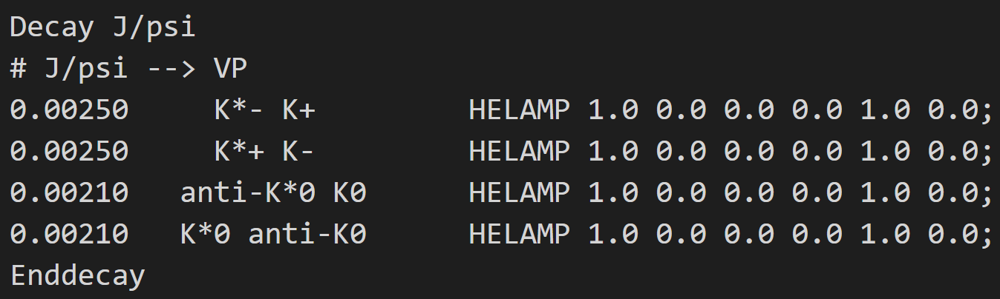 Decay J/psi
# J/psi --> VP
0.00250     K*- K+         HELAMP 1.0 0.0 0.0 0.0 1.0 0.0;
0.00250     K*+ K-         HELAMP 1.0 0.0 0.0 0.0 1.0 0.0;
0.00210   anti-K*0 K0      HELAMP 1.0 0.0 0.0 0.0 1.0 0.0;
0.00210   K*0 anti-K0      HELAMP 1.0 0.0 0.0 0.0 1.0 0.0;
Enddecay